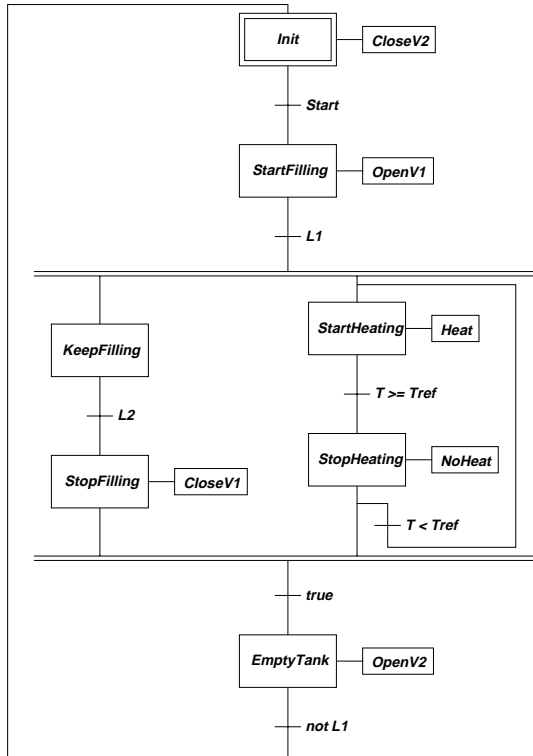 Init
CloseV2
Start
StartFilling
OpenV1
L1
StartHeating
Heat
KeepFilling
T >= Tref
L2
StopHeating
NoHeat
StopFilling
CloseV1
T < Tref
true
EmptyTank
OpenV2
not L1